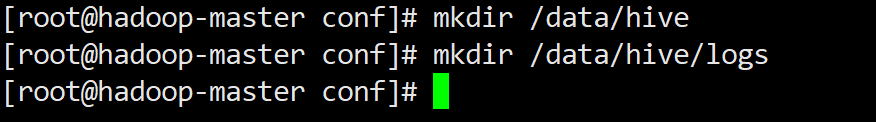 [root@hadoop-master conf]# mkdir /data/hive
[root@hadoop-master conf]# mkdir /data/hive/logs
[root@hadoop-master conf]#